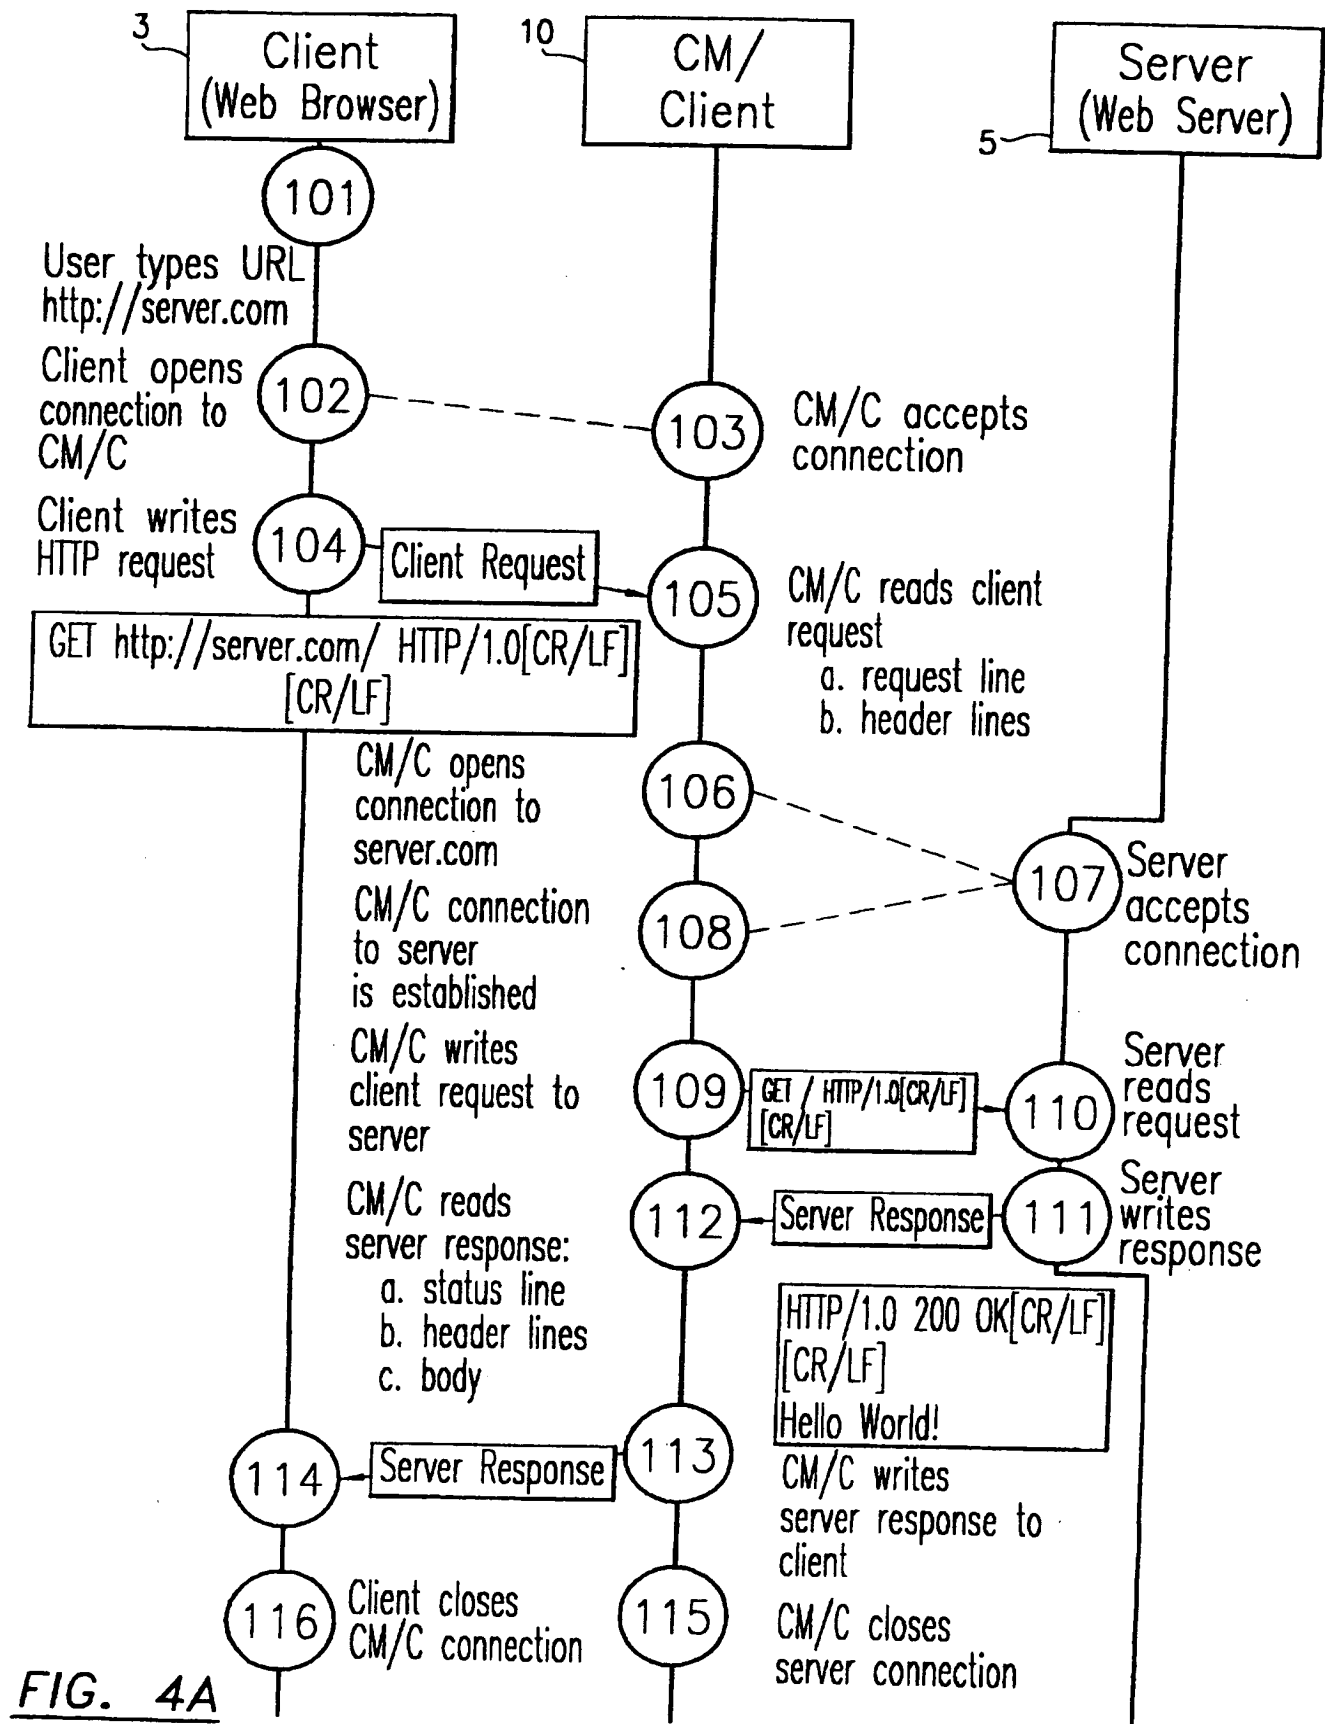 3
Client
(Web Browser)
10
CM/
Client
Server
(Web Server)
5
101
User types URL
http://server.com
Client opens
connection to
CM/C
102
103
CM/C accepts
connection
Client writes
HTTP request
104
Client Request
105
CM/C reads client
request
a. request line
b. header lines
GET http://server.com/ HTTP/1.0[CR/LF]
[CR/LF]
CM/C opens
connection to
server.com
106
107
Server
accepts
connection
CM/C connection
to server
is established
108
CM/C writes
client request to
server
109
GET / HTTP/1.0[CR/LF]
[CR/LF]
110
Server
reads
request
CM/C reads
server response:
a. status line
b. header lines
c. body
112
Server Response
111
Server
writes
response
HTTP/1.0 200 OK[CR/LF]
[CR/LF]
Hello World!
114
Server Response
113
CM/C writes
server response to
client
116
Client closes
CM/C connection
115
CM/C closes
server connection
FIG. 4A